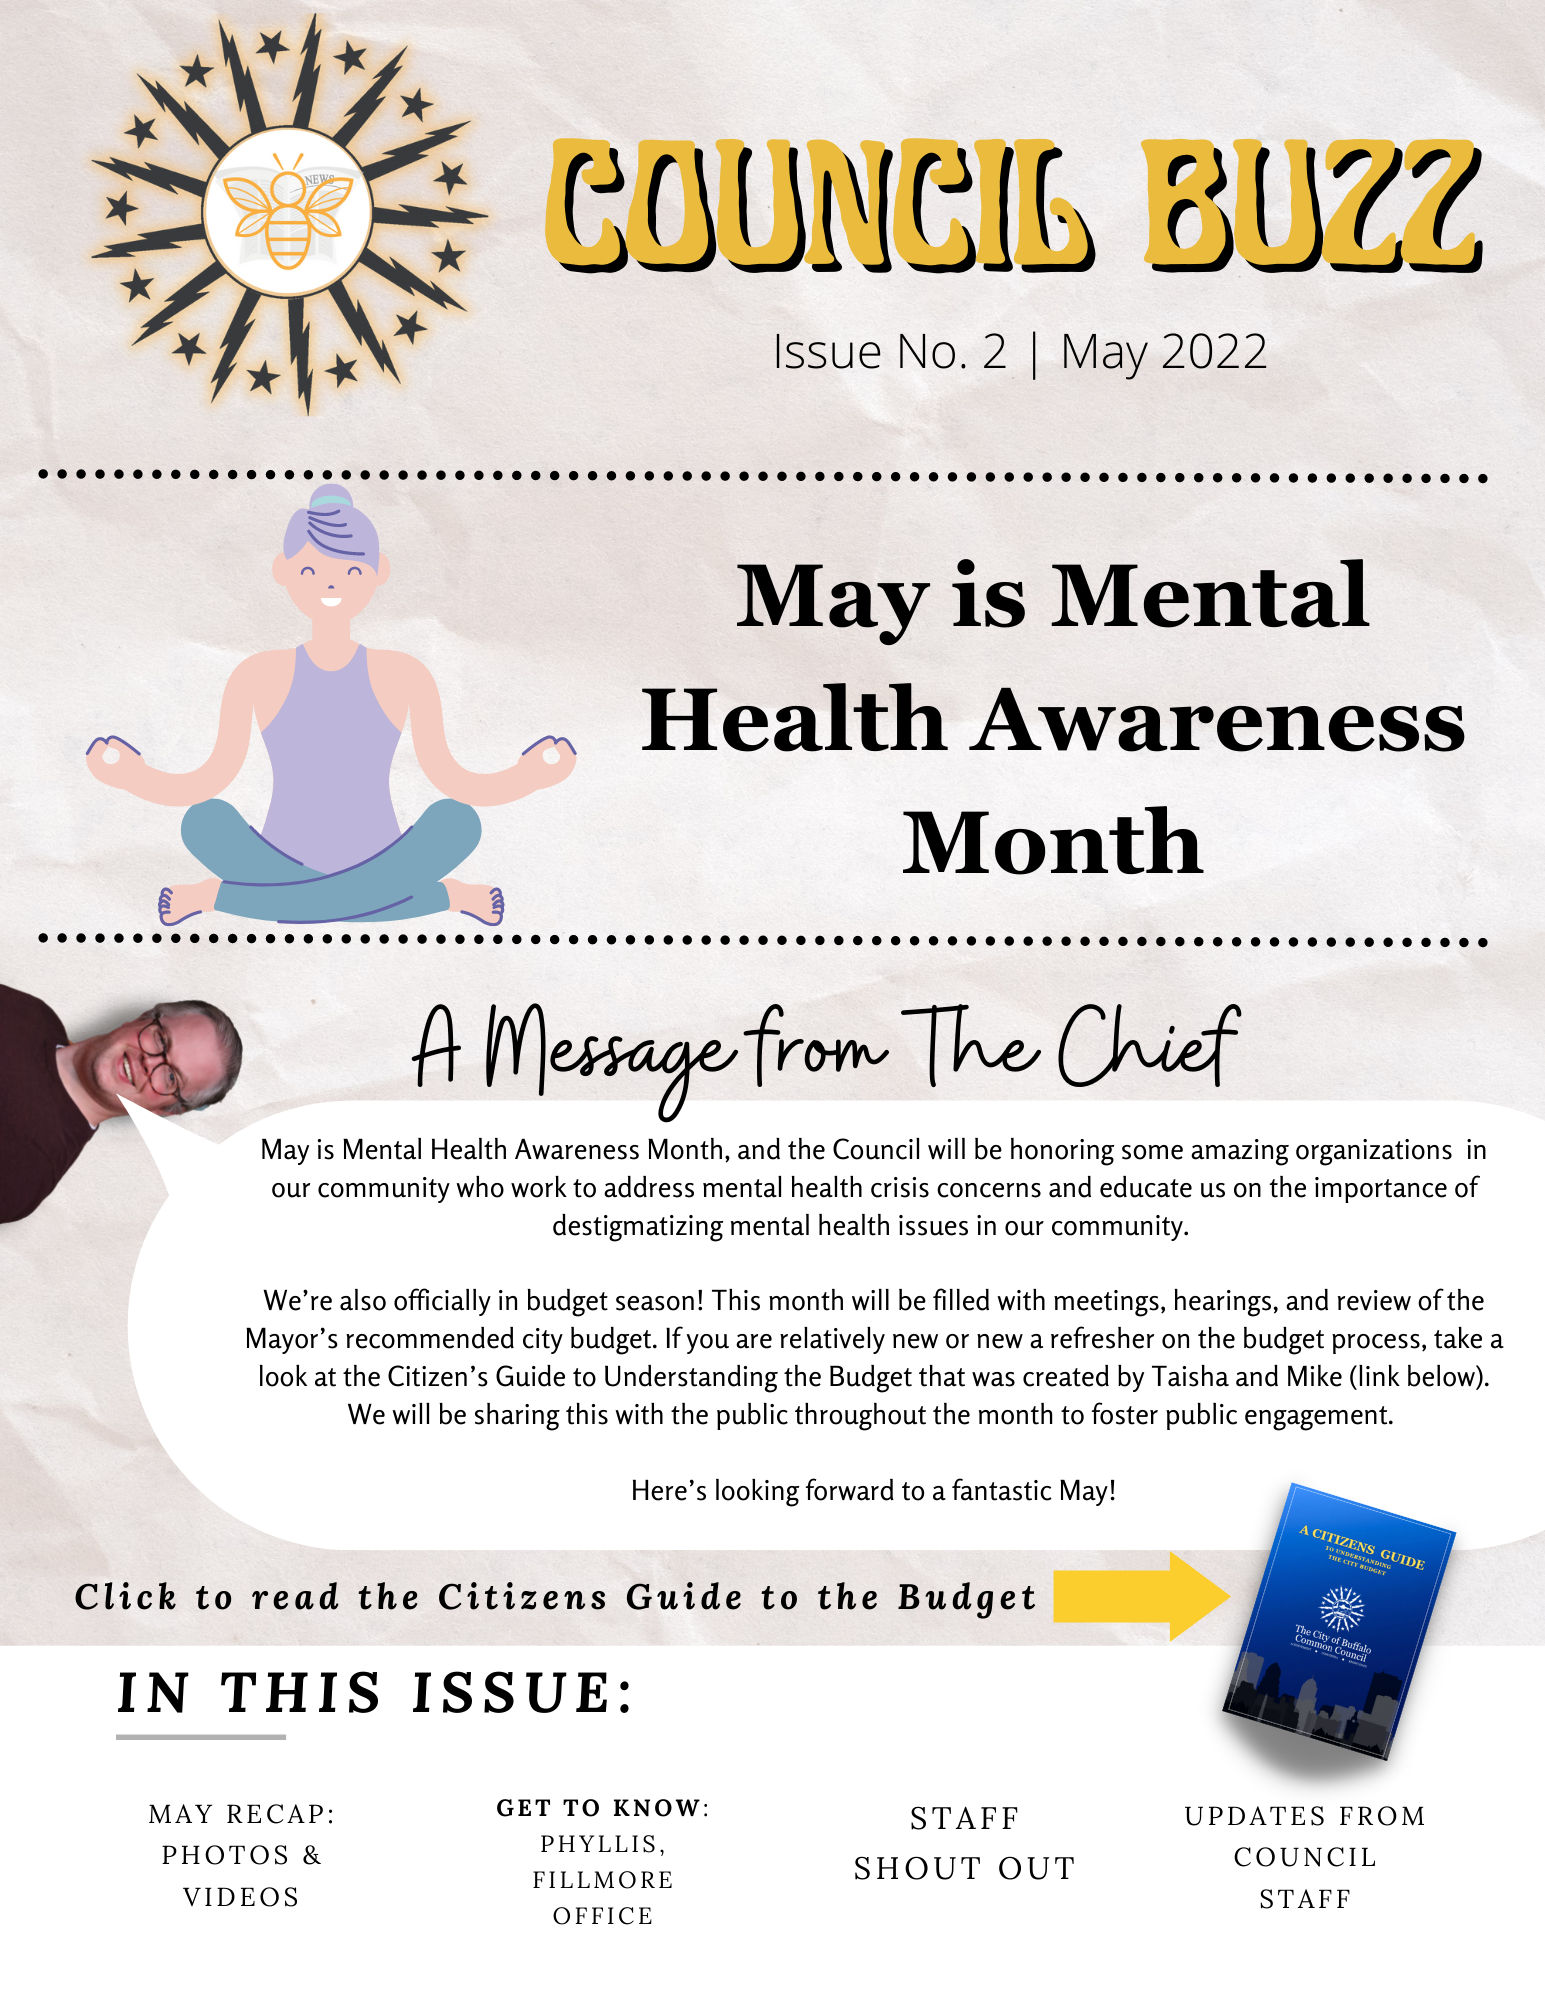 NEWS
COUNCIL BUZZ
Issue No. 2 | May 2022
May is Mental
Health Awareness
Month
A Message from The Chief
May is Mental Health Awareness Month, and the Council will be honoring some amazing organizations  in
our community who work to address mental health crisis concerns and educate us on the importance of
destigmatizing mental health issues in our community.
We’re also officially in budget season! This month will be filled with meetings, hearings, and review of the
Mayor’s recommended city budget. If you are relatively new or new a refresher on the budget process, take a
look at the Citizen’s Guide to Understanding the Budget that was created by Taisha and Mike (link below).
We will be sharing this with the public throughout the month to foster public engagement.
Here’s looking forward to a fantastic May!
Click to read the Citizens Guide to the Budget
A CITIZENS GUIDE
TO UNDERSTANDING
THE CITY BUDGET
The City of Buffalo
Common Council
IN THIS ISSUE:
MAY RECAP:
PHOTOS &
VIDEOS
GET TO KNOW:
PHYLLIS,
FILLMORE
OFFICE
STAFF
SHOUT OUT
UPDATES FROM
COUNCIL
STAFF